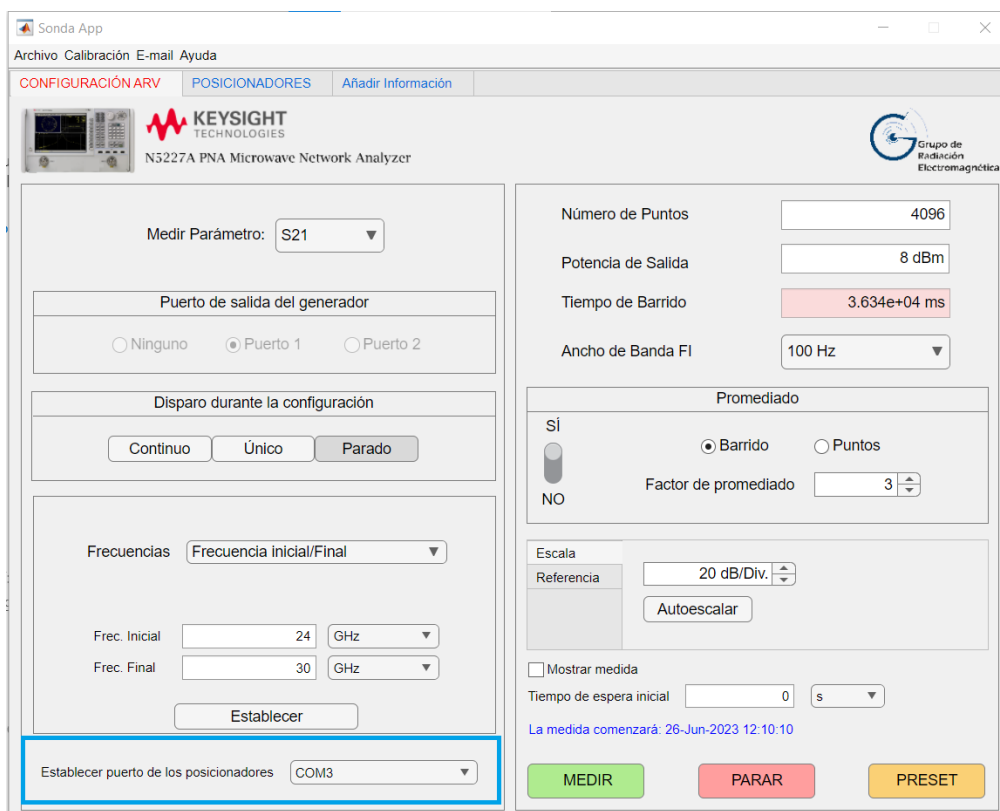 Sonda App
Archivo Calibración E-mail Ayuda
CONFIGURACIÓN ARV POSICIONADORES Añadir Información
KEYSIGHT
TECHNOLOGIES
N5227A PNA Microwave Network Analyzer
Grupo de
Radiación
Electromagnética
Medir Parámetro: S21
Puerto de salida del generador
Ninguno Puerto 1 Puerto 2
Disparo durante la configuración
Continuo Único Parado
Frecuencias Frecuencia inicial/Final
Frec. Inicial 24 GHz
Frec. Final 30 GHz
Establecer
Establecer puerto de los posicionadores COM3
Número de Puntos 4096
Potencia de Salida 8 dBm
Tiempo de Barrido 3.634e+04 ms
Ancho de Banda FI 100 Hz
Promediado
SÍ
NO
Barrido Puntos
Factor de promediado 3
Escala
Referencia
20 dB/Div.
Autoescalar
Mostrar medida
Tiempo de espera inicial 0 s
La medida comenzará: 26-Jun-2023 12:10:10
MEDIR PARAR PRESET